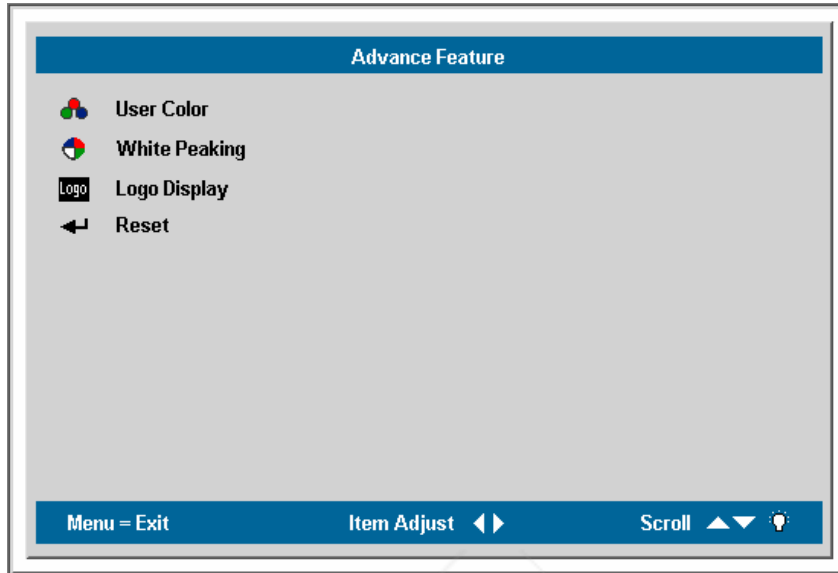 Advance Feature
User Color
White Peaking
Logo Logo Display
Reset
Menu = Exit Item Adjust Scroll